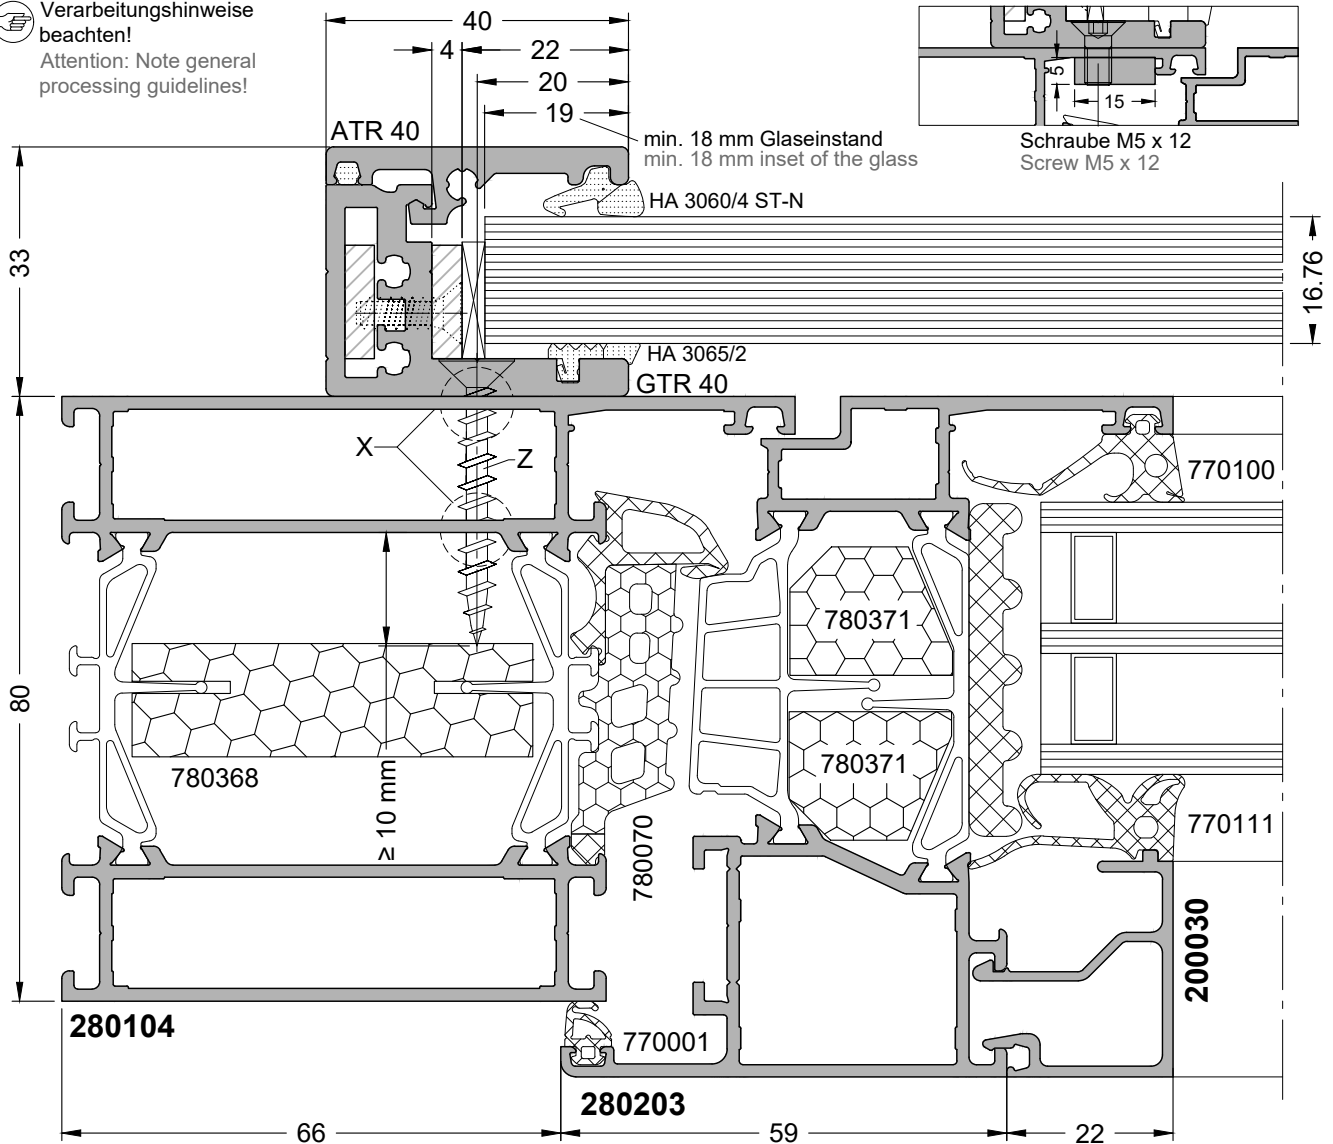 Verarbeitungshinweise
beachten!
Attention: Note general
processing guidelines!
40
4
22
20
19
ATR 40
min. 18 mm Glaseinstand
min. 18 mm inset of the glass
5
15
Schraube M5 x 12
Screw M5 x 12
HA 3060/4 ST-N
33
16.76
HA 3065/2
GTR 40
X
Z
770100
780371
80
780371
780368
≥ 10 mm
780070
770111
200030
280104
770001
280203
66
59
22